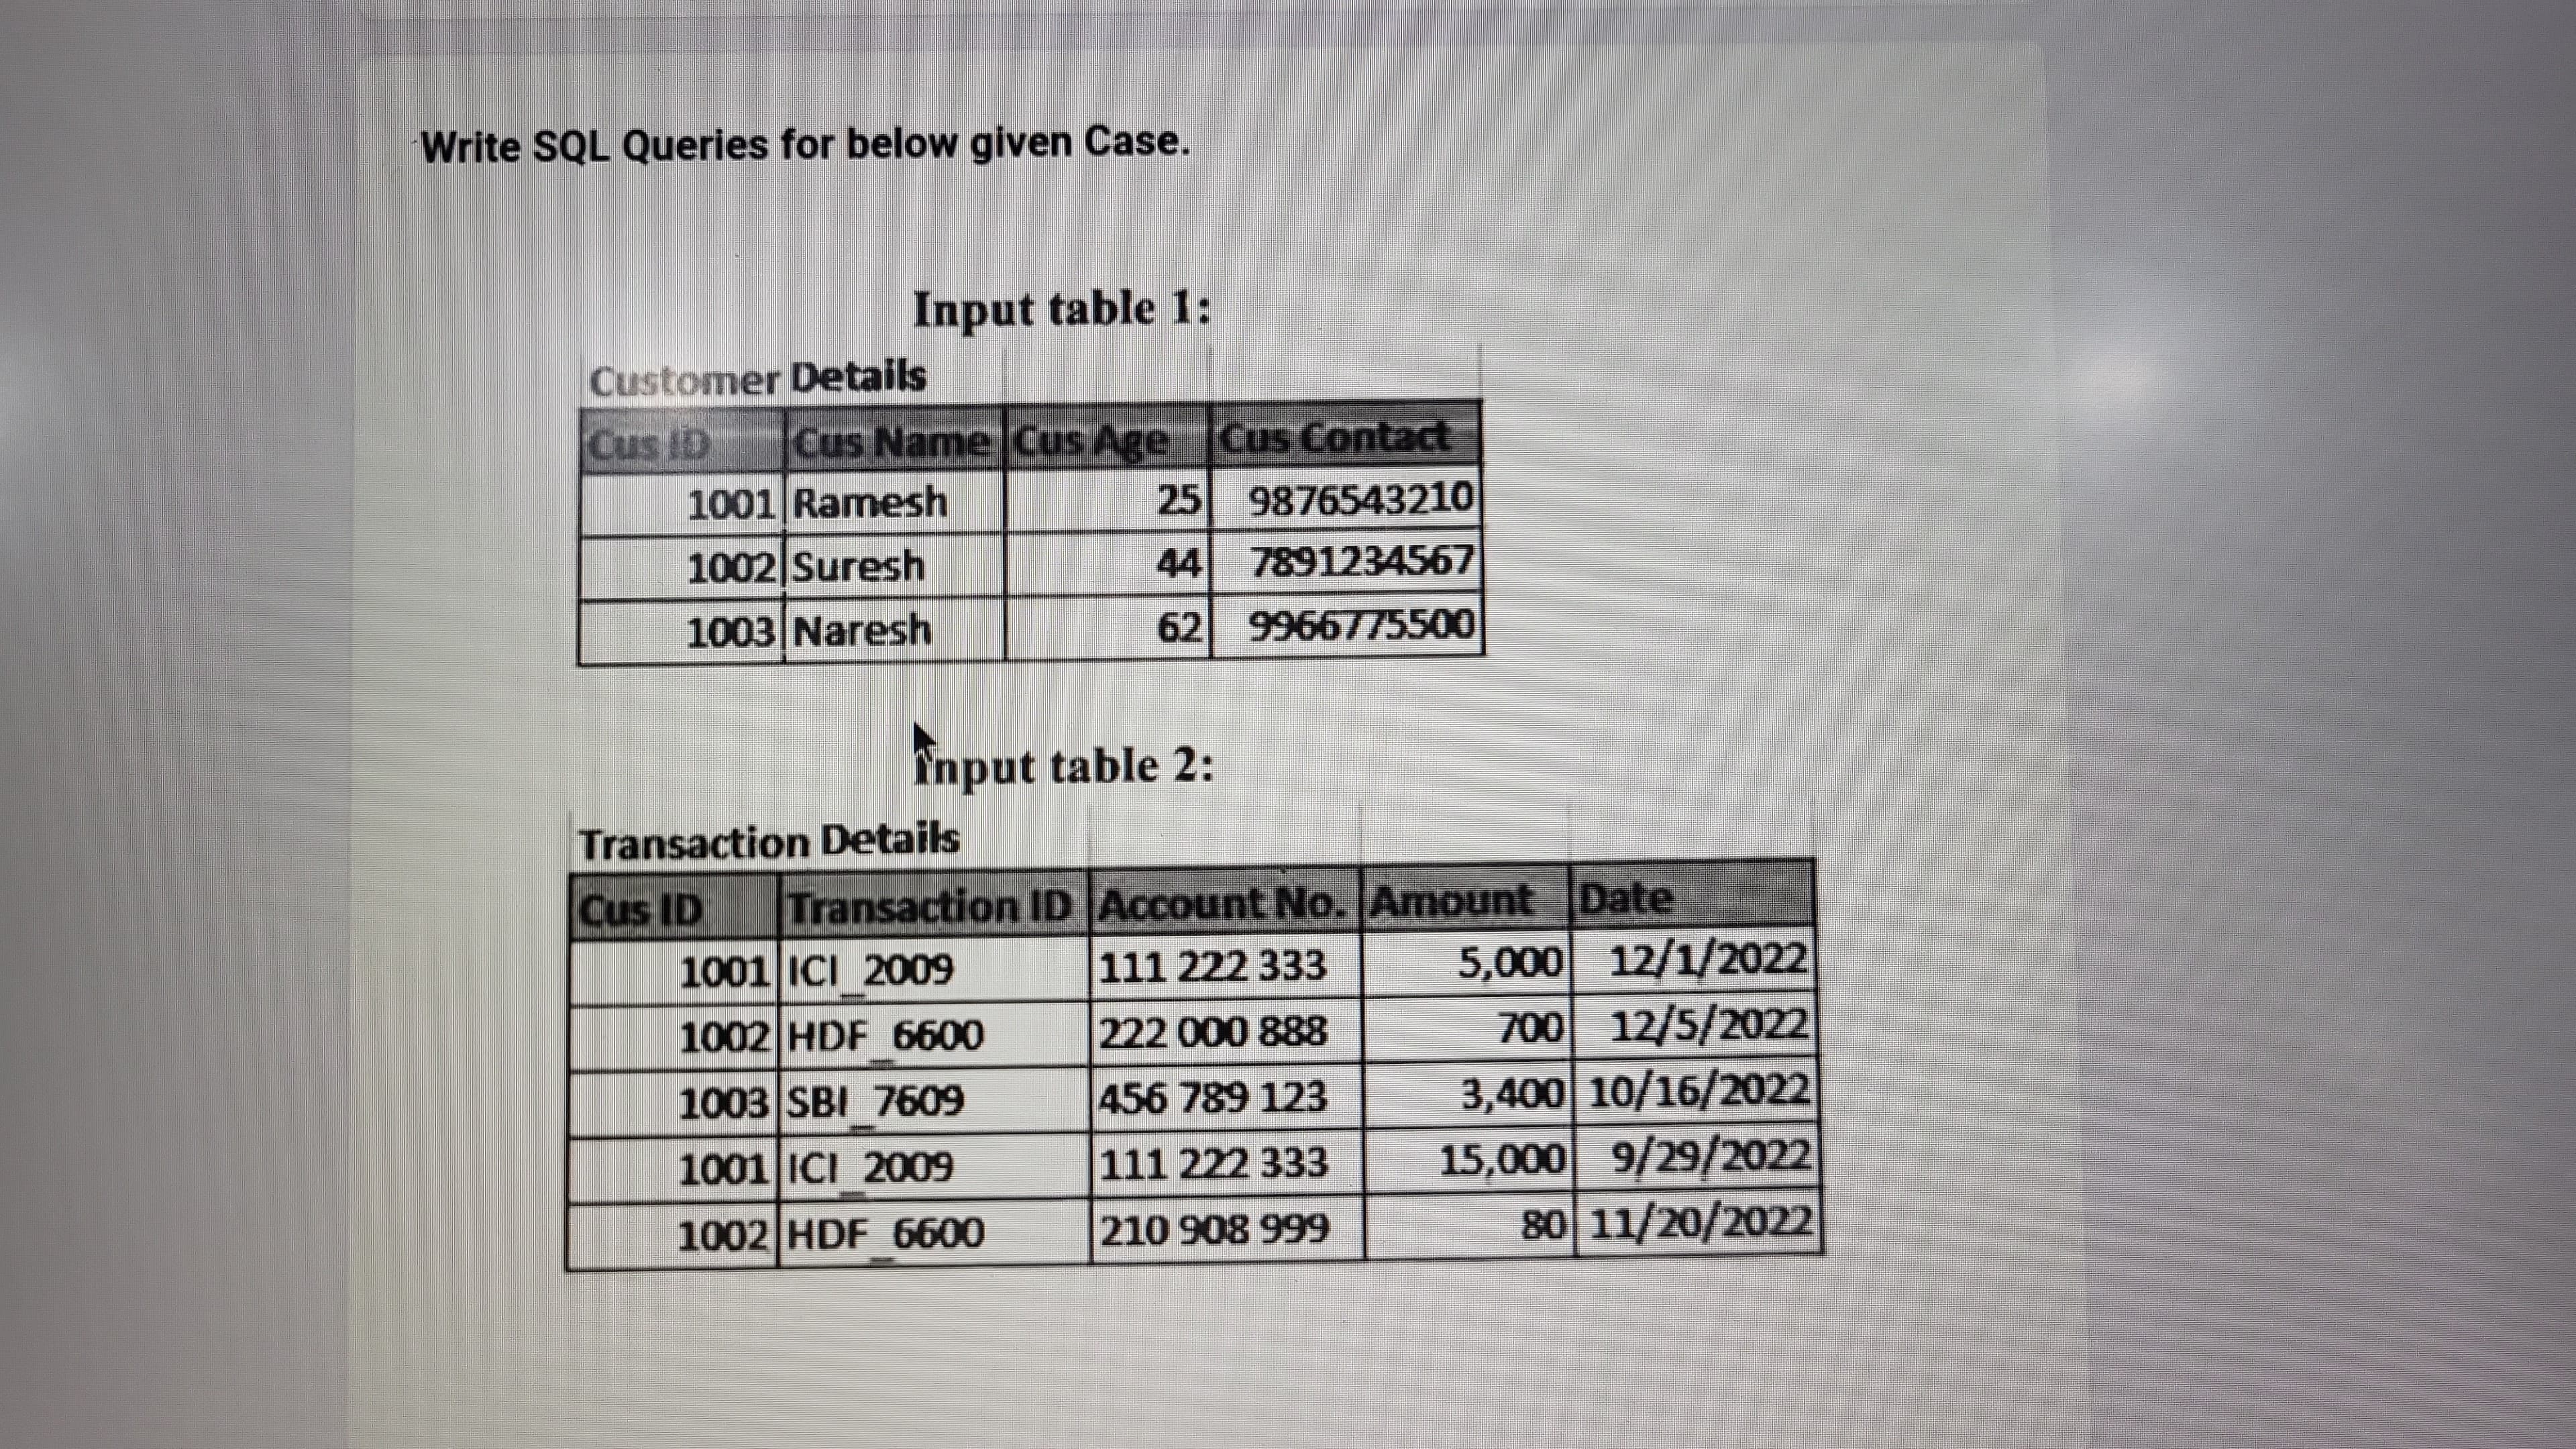 Write SQL Queries for below given Case.
Input table 1:
Customer Details
Cus ID Cus Name Cus Age Cus Contact
1001 Ramesh 25 9876543210
1002 Suresh 44 7891234567
1003 Naresh 62 9966775500
Input table 2:
Transaction Details
Cus ID Transaction ID Account No. Amount Date
1001 ICI_2009 111 222 333 5,000 12/1/2022
1002 HDF_6600 222 000 888 700 12/5/2022
1003 SBI_7609 456 789 123 3,400 10/16/2022
1001 ICI_2009 111 222 333 15,000 9/29/2022
1002 HDF_6600 210 908 999 80 11/20/2022